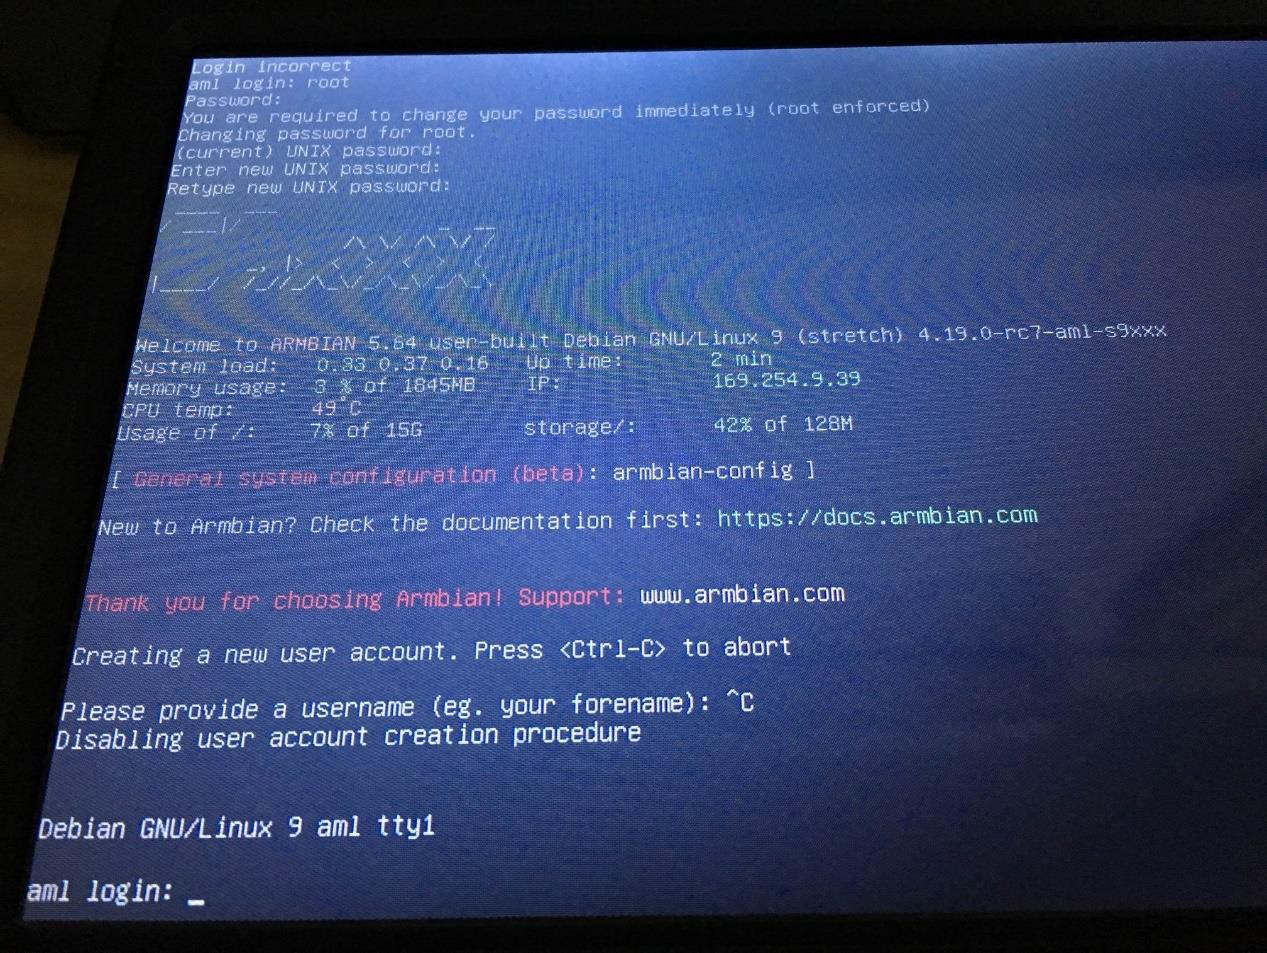 Login incorrect
aml login: root
Password:
You are required to change your password immediately (root enforced)
Changing password for root.
(current) UNIX password:
Enter new UNIX password:
Retype new UNIX password:
Welcome to ARMBIAN 5.64 user-built Debian GNU/Linux 9 (stretch) 4.19.0-rc7-aml-s9xxx
System load: 0.33 0.37 0.16 Up time: 2 min
Memory usage: 3 % of 1845MB IP: 169.254.9.39
CPU temp: 49°C
Usage of /: 7% of 15G storage/: 42% of 128M
[ General system configuration (beta): armbian-config ]
New to Armbian? Check the documentation first: https://docs.armbian.com
Thank you for choosing Armbian! Support: www.armbian.com
Creating a new user account. Press <Ctrl-C> to abort
Please provide a username (eg. your forename): ^C
Disabling user account creation procedure
Debian GNU/Linux 9 aml tty1
aml login: _